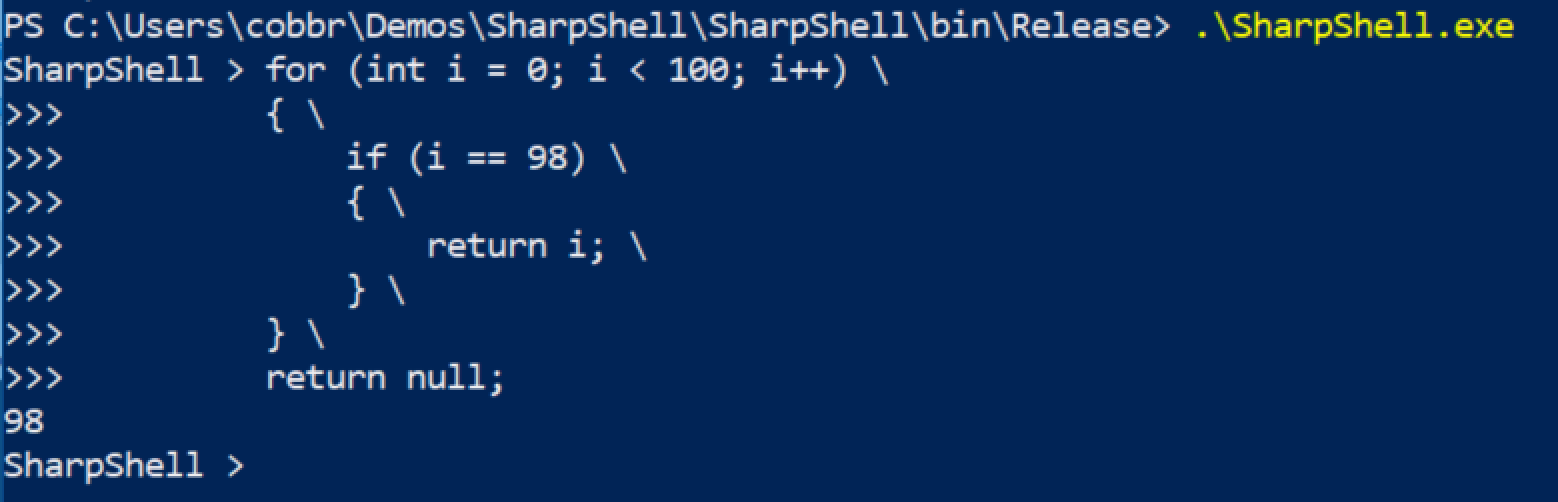 PS C:\Users\cobbr\Demos\SharpShell\SharpShell\bin\Release> .\SharpShell.exe
SharpShell > for (int i = 0; i < 100; i++) \
>>>          { \
>>>              if (i == 98) \
>>>              { \
>>>                  return i; \
>>>              } \
>>>          } \
>>>          return null;
98
SharpShell >